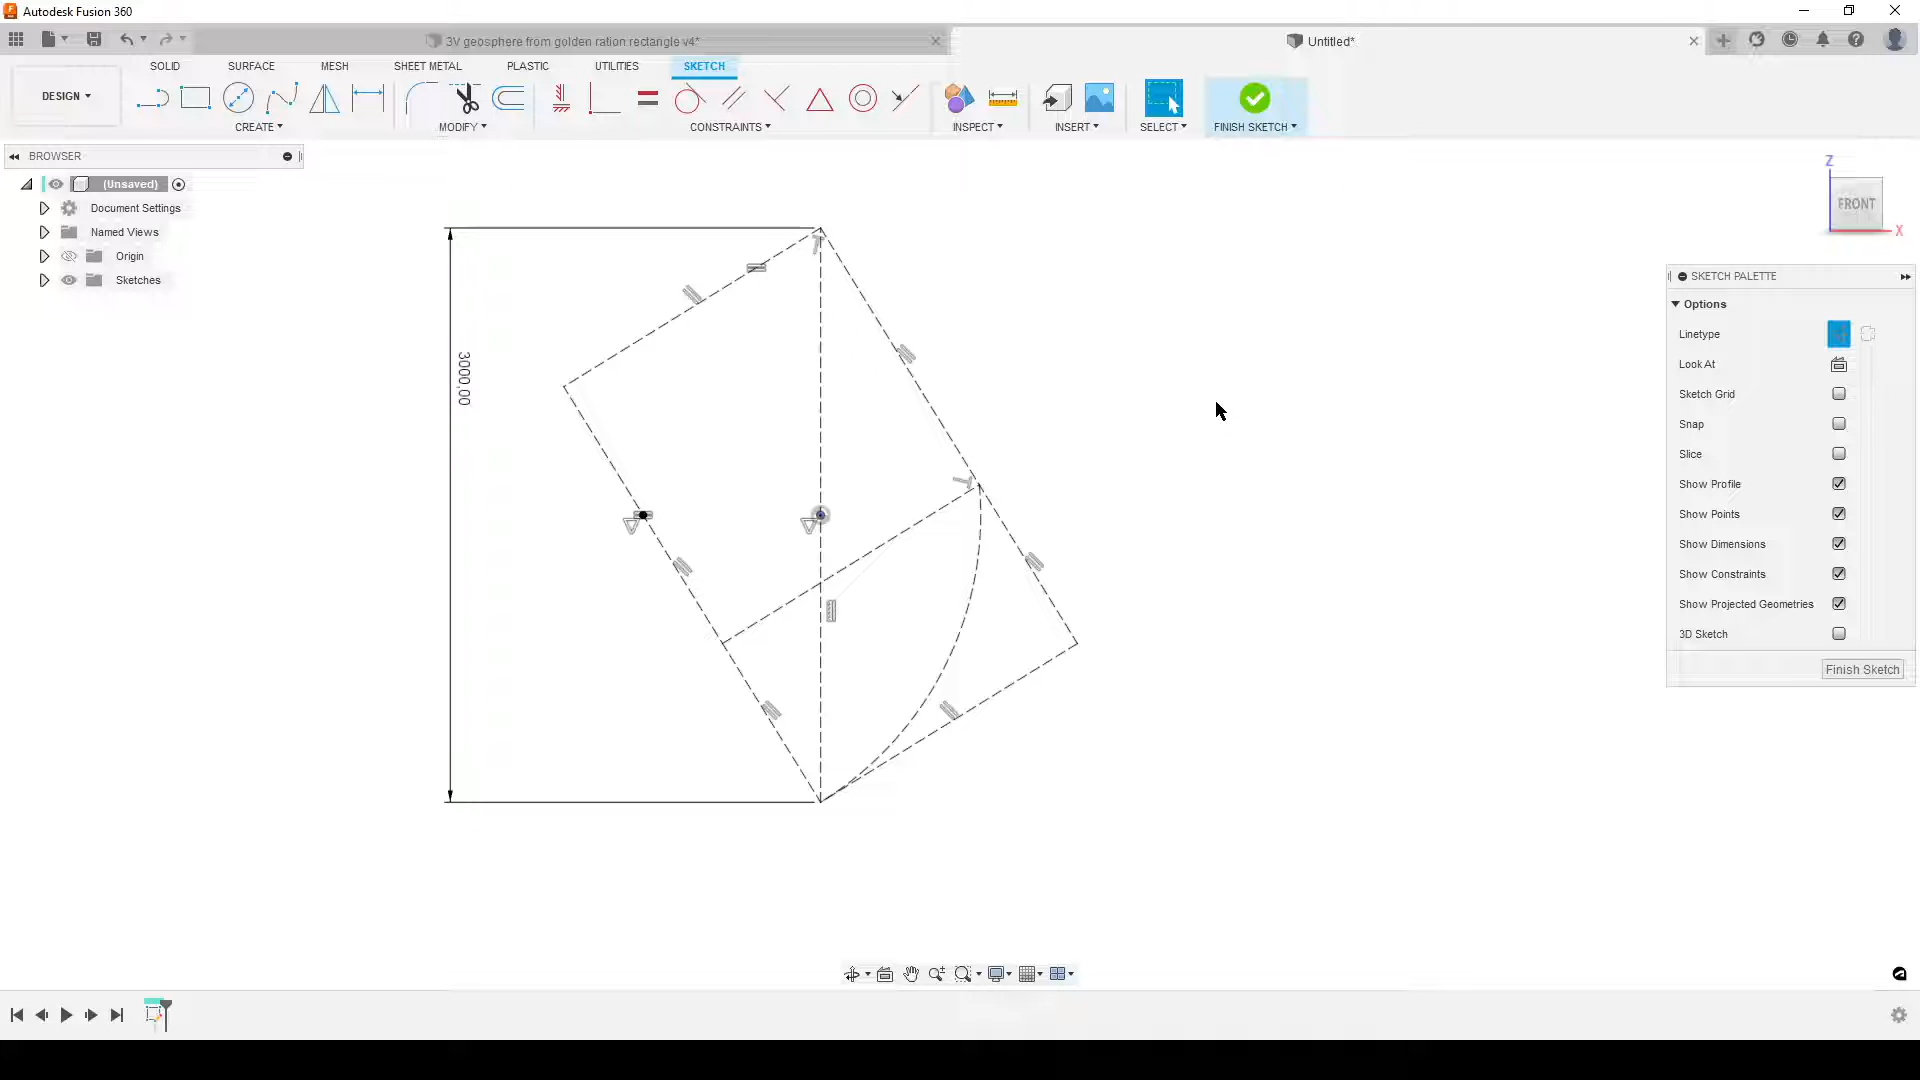 Autodesk Fusion 360
3V geosphere from golden ration rectangle v4*
Untitled*
SOLID
SURFACE
MESH
SHEET METAL
PLASTIC
UTILITIES
SKETCH
DESIGN
CREATE
MODIFY
CONSTRAINTS
INSPECT
INSERT
SELECT
FINISH SKETCH
BROWSER
(Unsaved)
Document Settings
Named Views
Origin
Sketches
3000,00
Z
FRONT
X
SKETCH PALETTE
Options
Linetype
Look At
Sketch Grid
Snap
Slice
Show Profile
Show Points
Show Dimensions
Show Constraints
Show Projected Geometries
3D Sketch
Finish Sketch